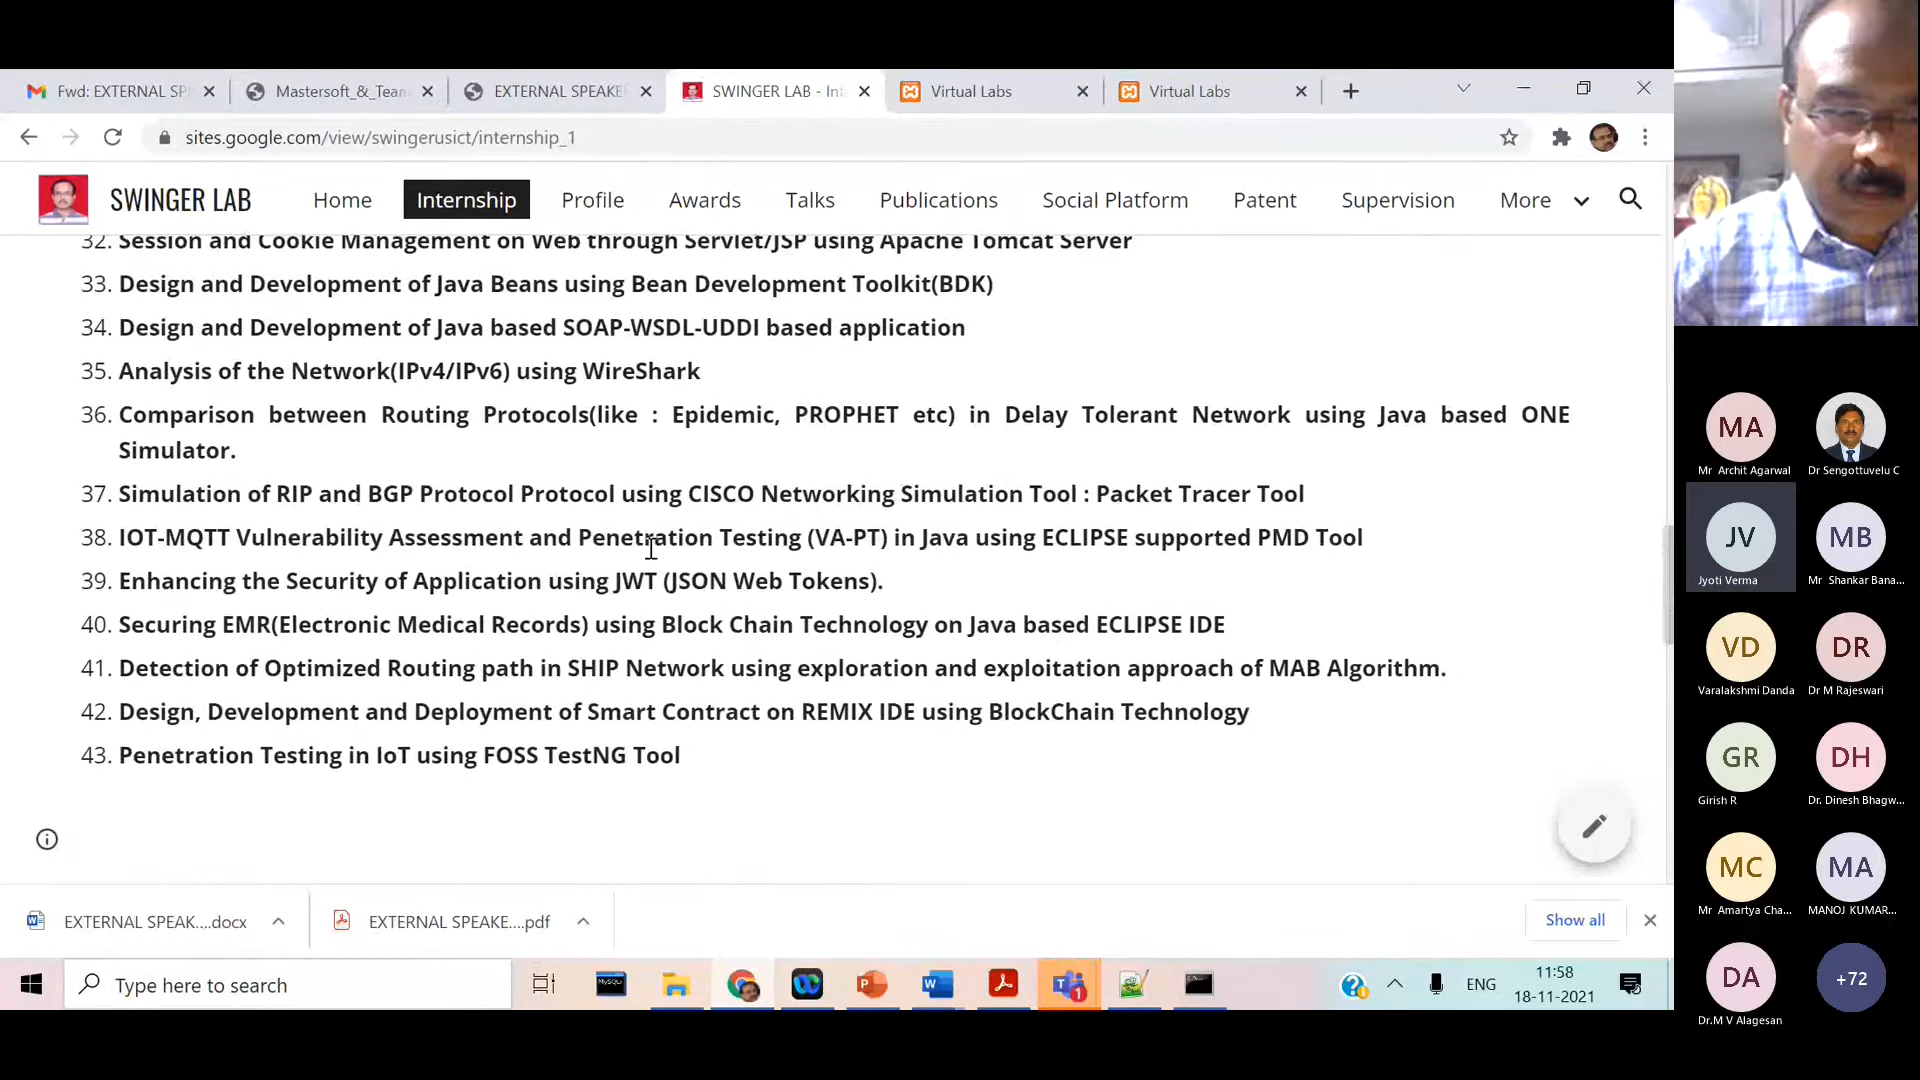 Fwd: EXTERNAL SP
Mastersoft_&_Team
EXTERNAL SPEAKE
SWINGER LAB - Int
Virtual Labs
Virtual Labs
sites.google.com/view/swingerusict/internship_1
SWINGER LAB
Home
Internship
Profile
Awards
Talks
Publications
Social Platform
Patent
Supervision
More
32. Session and Cookie Management on Web through Servlet/JSP using Apache Tomcat Server
33. Design and Development of Java Beans using Bean Development Toolkit(BDK)
34. Design and Development of Java based SOAP-WSDL-UDDI based application
35. Analysis of the Network(IPv4/IPv6) using WireShark
36. Comparison between Routing Protocols(like : Epidemic, PROPHET etc) in Delay Tolerant Network using Java based ONE
Simulator.
37. Simulation of RIP and BGP Protocol Protocol using CISCO Networking Simulation Tool : Packet Tracer Tool
38. IOT-MQTT Vulnerability Assessment and Penetration Testing (VA-PT) in Java using ECLIPSE supported PMD Tool
39. Enhancing the Security of Application using JWT (JSON Web Tokens).
40. Securing EMR(Electronic Medical Records) using Block Chain Technology on Java based ECLIPSE IDE
41. Detection of Optimized Routing path in SHIP Network using exploration and exploitation approach of MAB Algorithm.
42. Design, Development and Deployment of Smart Contract on REMIX IDE using BlockChain Technology
43. Penetration Testing in IoT using FOSS TestNG Tool
EXTERNAL SPEAK....docx
EXTERNAL SPEAKE....pdf
Show all
Type here to search
MySQL
ENG
11:58
18-11-2021
MA
Mr Archit Agarwal
Dr Sengottuvelu C
JV
Jyoti Verma
MB
Mr Shankar Bana...
VD
Varalakshmi Danda
DR
Dr M Rajeswari
GR
Girish R
DH
Dr. Dinesh Bhagw...
MC
Mr Amartya Cha...
MA
MANOJ KUMAR...
DA
Dr.M V Alagesan
+72